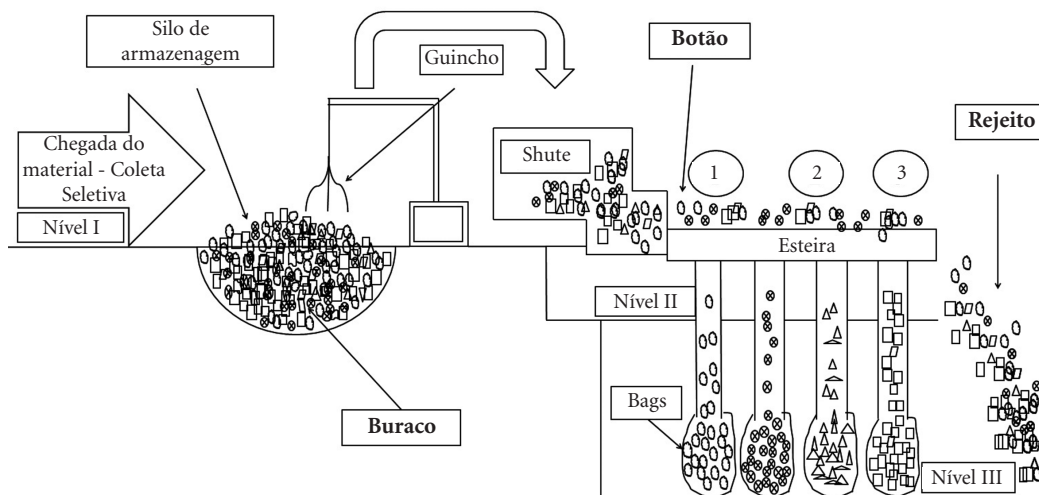 Silo de
armazenagem
Guincho
Botão
Rejeito
Chegada do
material - Coleta
Seletiva
Nível I
Shute
1
2
3
Esteira
Nível II
Bags
Buraco
Nível III